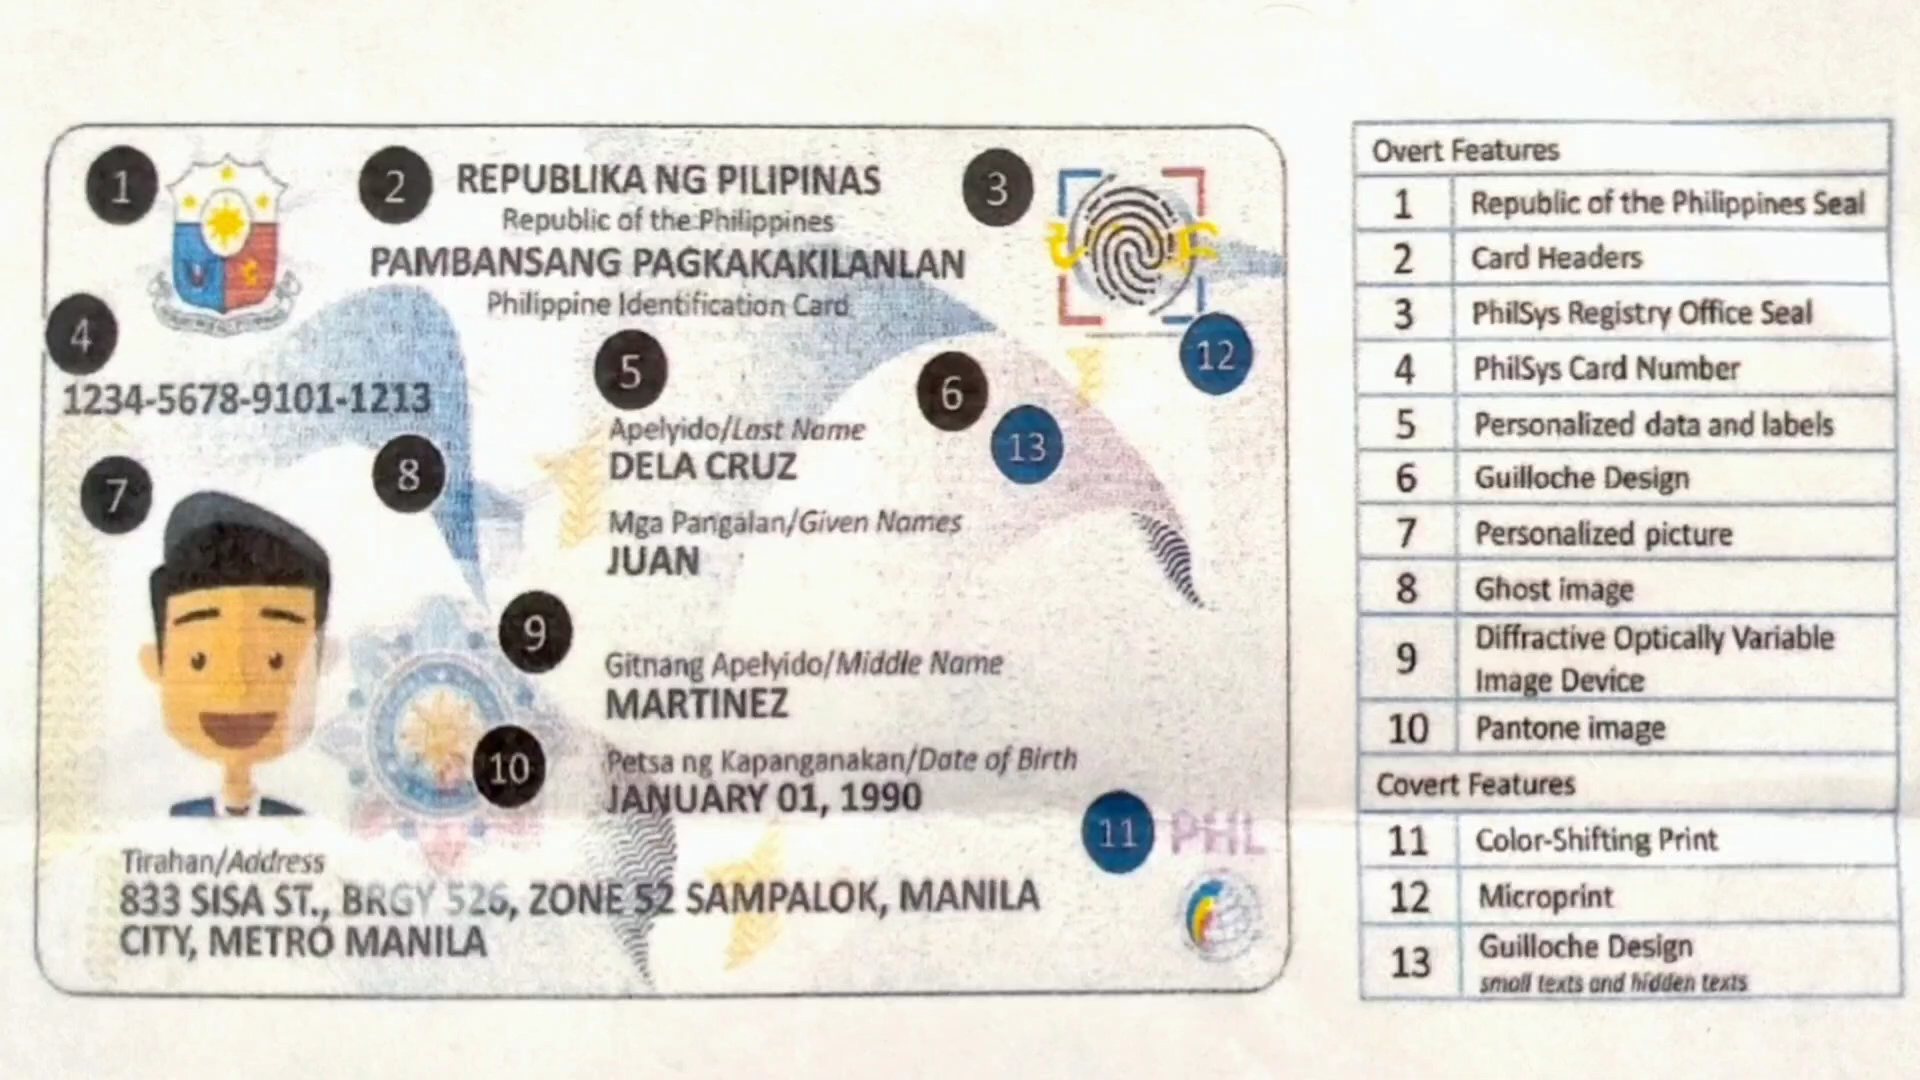 1
2
REPUBLIKA NG PILIPINAS
Republic of the Philippines
PAMBANSANG PAGKAKAKILANLAN
Philippine Identification Card
3
4
1234-5678-9101-1213
5
6
12
13
Apelyido/Last Name
DELA CRUZ
7
8
Mga Pangalan/Given Names
JUAN
9
Gitnang Apelyido/Middle Name
MARTINEZ
10
Petsa ng Kapanganakan/Date of Birth
JANUARY 01, 1990
11
PHL
Tirahan/Address
833 SISA ST., BRGY 526, ZONE 52 SAMPALOK, MANILA
CITY, METRO MANILA
Overt Features
1 Republic of the Philippines Seal
2 Card Headers
3 PhilSys Registry Office Seal
4 PhilSys Card Number
5 Personalized data and labels
6 Guilloche Design
7 Personalized picture
8 Ghost image
9 Diffractive Optically Variable
Image Device
10 Pantone image
Covert Features
11 Color-Shifting Print
12 Microprint
13 Guilloche Design
small texts and hidden texts